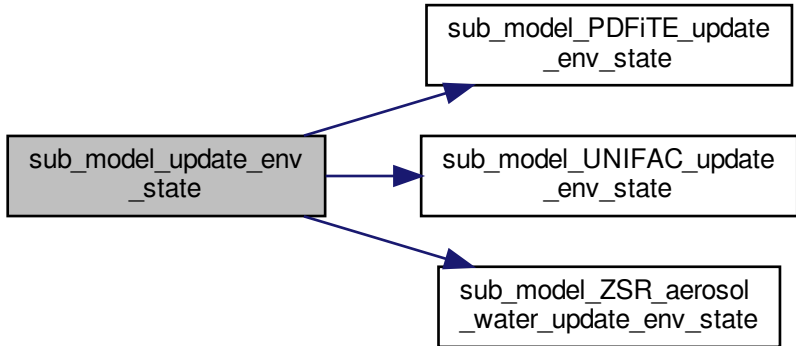 sub_model_PDFiTE_update
_env_state
sub_model_update_env
_state
sub_model_UNIFAC_update
_env_state
sub_model_ZSR_aerosol
_water_update_env_state